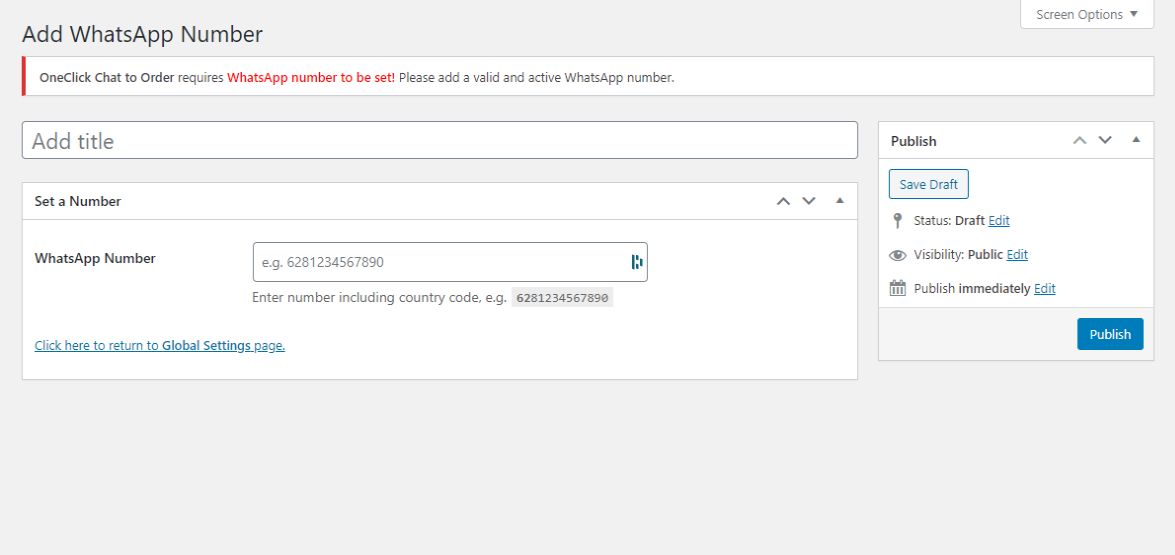 Screen Options
Add WhatsApp Number
OneClick Chat to Order requires WhatsApp number to be set! Please add a valid and active WhatsApp number.
Add title
Set a Number
WhatsApp Number
e.g. 6281234567890
Enter number including country code, e.g. 6281234567890
Click here to return to Global Settings page.
Publish
Save Draft
Status: Draft Edit
Visibility: Public Edit
Publish immediately Edit
Publish